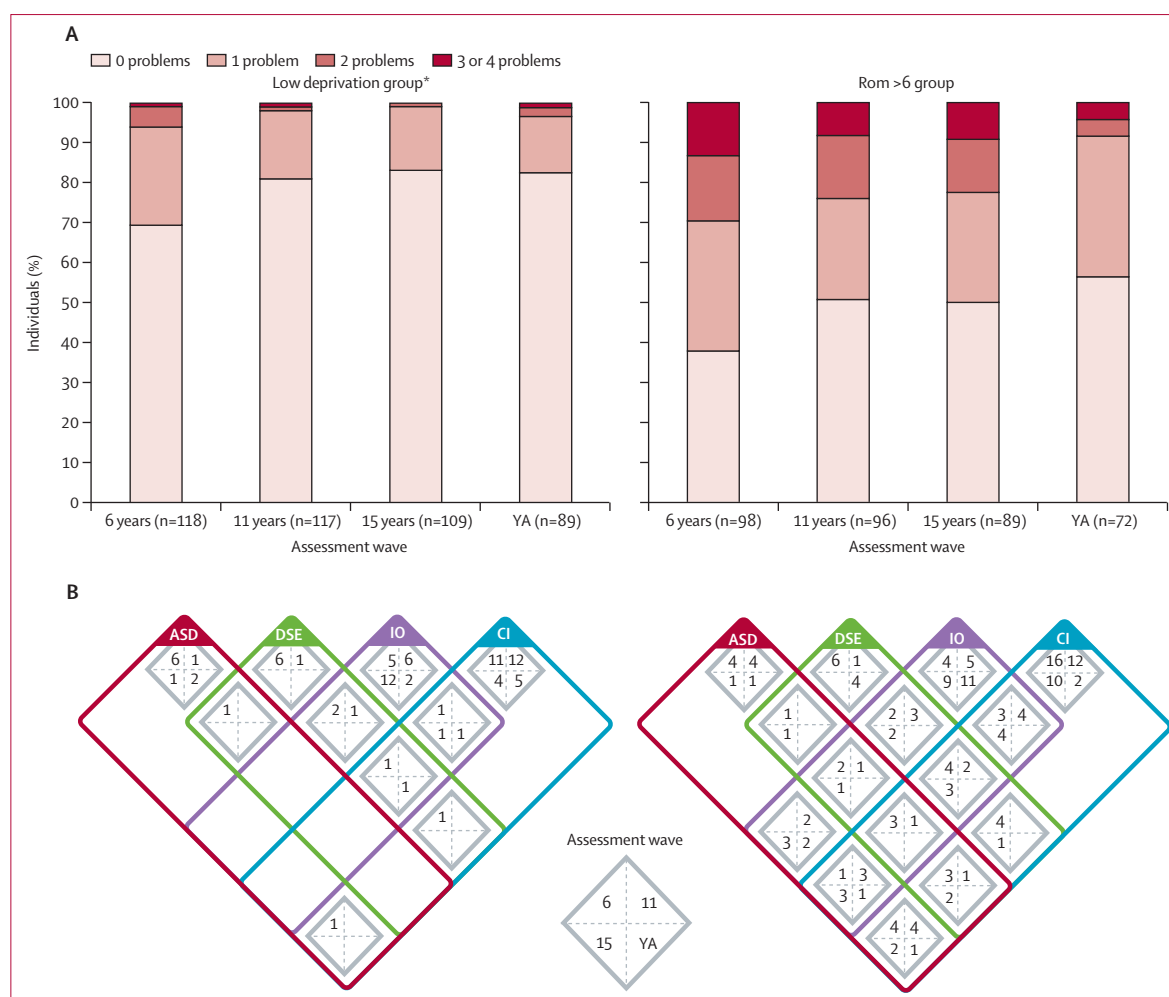 A
0 problems 1 problem 2 problems 3 or 4 problems
Low deprivation group*
Rom >6 group
Individuals (%)
100
90
80
70
60
50
40
30
20
10
0
6 years (n=118) 11 years (n=117) 15 years (n=109) YA (n=89)
Assessment wave
6 years (n=98) 11 years (n=96) 15 years (n=89) YA (n=72)
Assessment wave
B
ASD DSE IO CI
6 1 6 1 5 6 11 12
1 2 12 2 4 5
1 2 1 1
1 1
1
1
1
1
ASD DSE IO CI
4 4 6 1 4 5 16 12
1 1 4 9 11 10 2
1 2 3 3 4
1 2 4
2 1 4 2
1 3
2 3 1 4
3 2 1
1 3 3 1
3 1 2
4 4
2 1
Assessment wave
6 11
15 YA